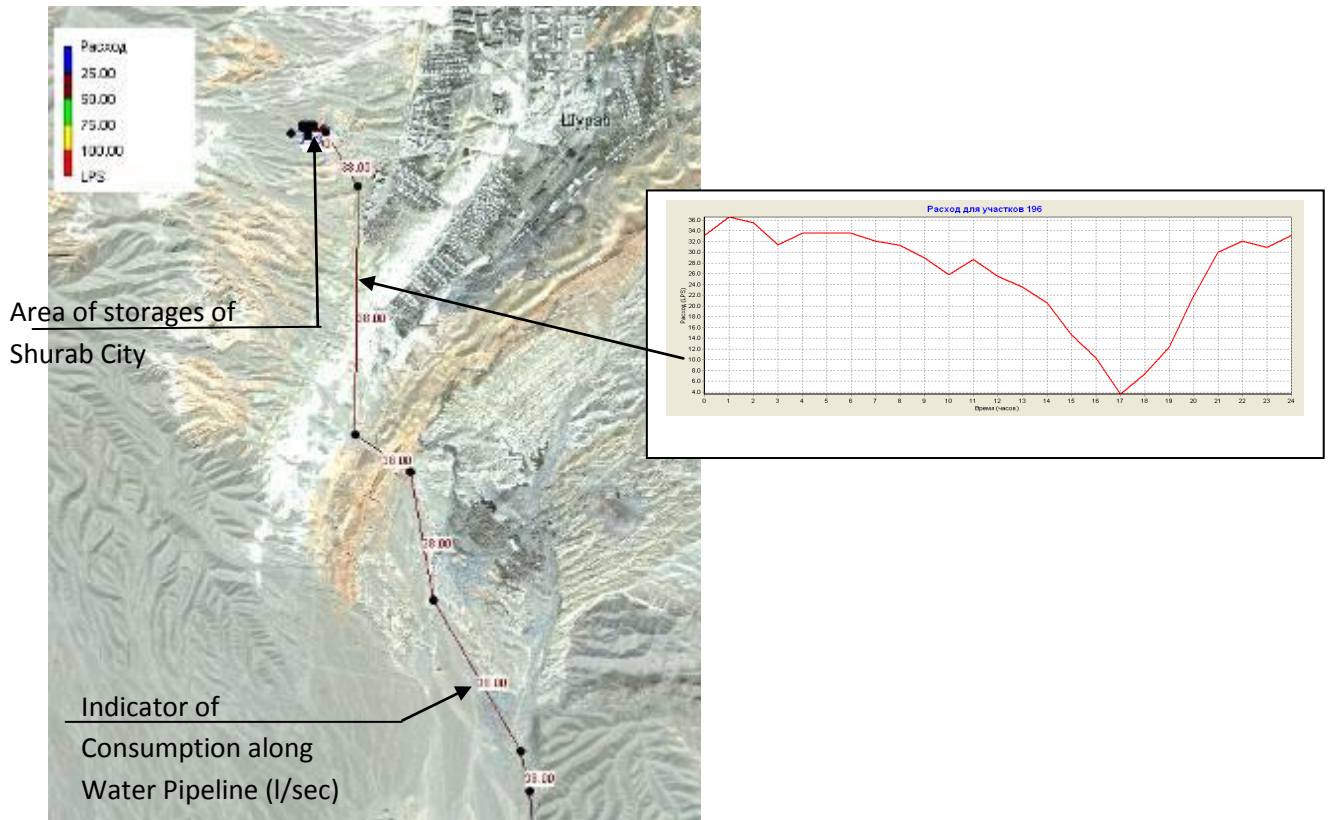 Расход
25.00
50.00
75.00
100.00
LPS
Шураб
38.00
38.00
38.00
38.00
38.00
38.00
Area of storages of
Shurab City
Indicator of
Consumption along
Water Pipeline (l/sec)
Расход для участков 196
Расход (LPS)
36.0
34.0
32.0
30.0
28.0
26.0
24.0
22.0
20.0
18.0
16.0
14.0
12.0
10.0
8.0
6.0
4.0
0 1 2 3 4 5 6 7 8 9 10 11 12 13 14 15 16 17 18 19 20 21 22 23 24
Время (часов)